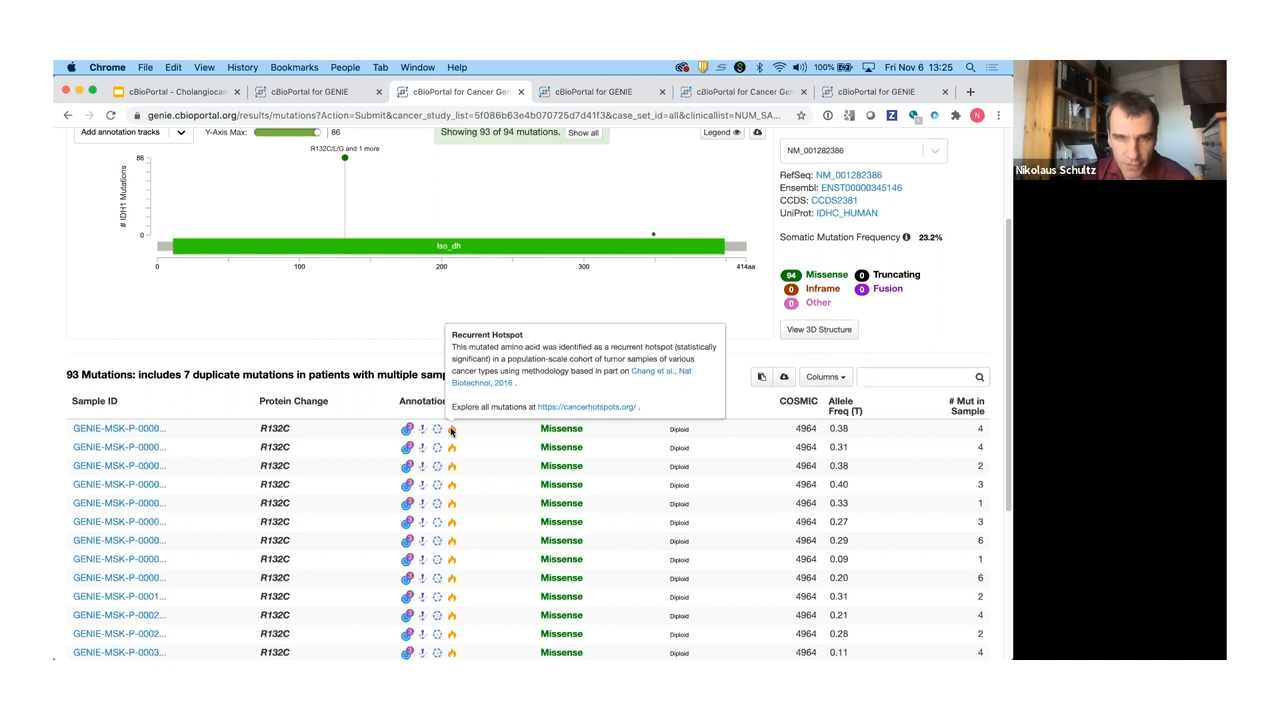 Chrome File Edit View History Bookmarks People Tab Window Help 100% Fri Nov 6 13:25
cBioPortal - Cholangiocar cBioPortal for GENIE cBioPortal for Cancer Gen cBioPortal for GENIE cBioPortal for Cancer Gen cBioPortal for GENIE
genie.cbioportal.org/results/mutations?Action=Submit&cancer_study_list=5f086b63e4b070725d7d41f3&case_set_id=all&clinicallist=NUM_SA...
Add annotation tracks Y-Axis Max: 86 Showing 93 of 94 mutations. Show all Legend
R132C/L/G and 1 more
86
# IDH1 Mutations
0
Iso_dh
0 100 200 300 414aa
NM_001282386
RefSeq: NM_001282386
Ensembl: ENST00000345146
CCDS: CCDS2381
UniProt: IDHC_HUMAN
Somatic Mutation Frequency 23.2%
94 Missense 0 Truncating
0 Inframe 0 Fusion
0 Other
View 3D Structure
Nikolaus Schultz
Recurrent Hotspot
This mutated amino acid was identified as a recurrent hotspot (statistically
significant) in a population-scale cohort of tumor samples of various
cancer types using methodology based in part on Chang et al., Nat
Biotechnol, 2016 .
Explore all mutations at https://cancerhotspots.org/ .
93 Mutations: includes 7 duplicate mutations in patients with multiple samp
Columns
Sample ID Protein Change Annotation COSMIC Allele Freq (T) # Mut in Sample
GENIE-MSK-P-0000... R132C 3 Missense Diploid 4964 0.38 4
GENIE-MSK-P-0000... R132C 3 Missense Diploid 4964 0.31 4
GENIE-MSK-P-0000... R132C 3 Missense Diploid 4964 0.38 2
GENIE-MSK-P-0000... R132C 3 Missense Diploid 4964 0.40 3
GENIE-MSK-P-0000... R132C 3 Missense Diploid 4964 0.33 1
GENIE-MSK-P-0000... R132C 3 Missense Diploid 4964 0.27 3
GENIE-MSK-P-0000... R132C 3 Missense Diploid 4964 0.29 6
GENIE-MSK-P-0000... R132C 3 Missense Diploid 4964 0.09 1
GENIE-MSK-P-0000... R132C 3 Missense Diploid 4964 0.20 6
GENIE-MSK-P-0001... R132C 3 Missense Diploid 4964 0.31 2
GENIE-MSK-P-0002... R132C 3 Missense Diploid 4964 0.21 4
GENIE-MSK-P-0002... R132C 3 Missense Diploid 4964 0.28 2
GENIE-MSK-P-0003... R132C 3 Missense Diploid 4964 0.11 4